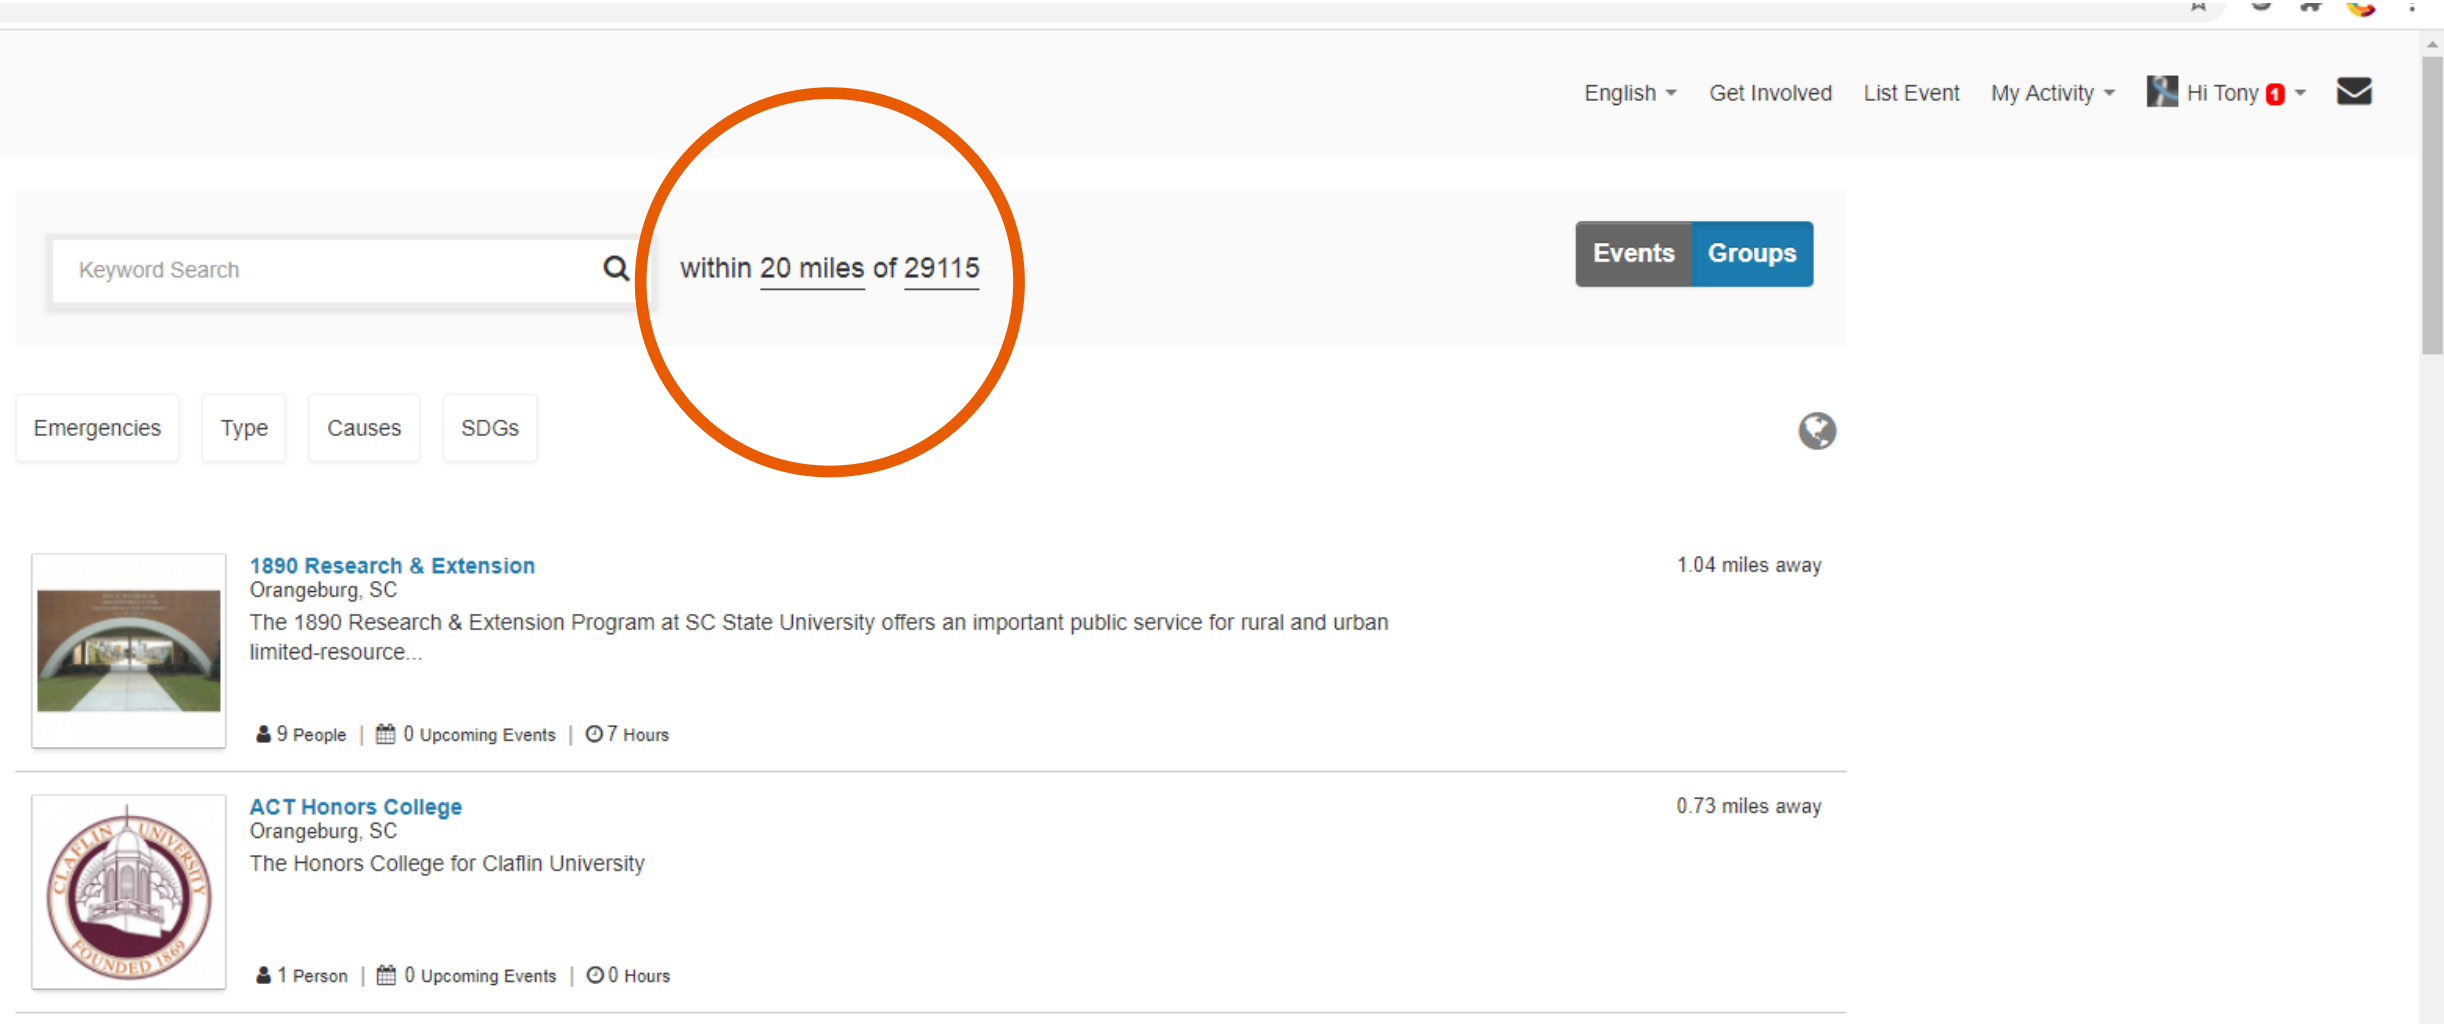 English Get Involved List Event My Activity Hi Tony 1
Keyword Search within 20 miles of 29115 Events Groups
Emergencies Type Causes SDGs
1890 Research & Extension 1.04 miles away
Orangeburg, SC
The 1890 Research & Extension Program at SC State University offers an important public service for rural and urban
limited-resource...
9 People | 0 Upcoming Events | 7 Hours
ACT Honors College 0.73 miles away
Orangeburg, SC
The Honors College for Claflin University
CLAFLIN UNIVERSITY
FOUNDED 1869
1 Person | 0 Upcoming Events | 0 Hours